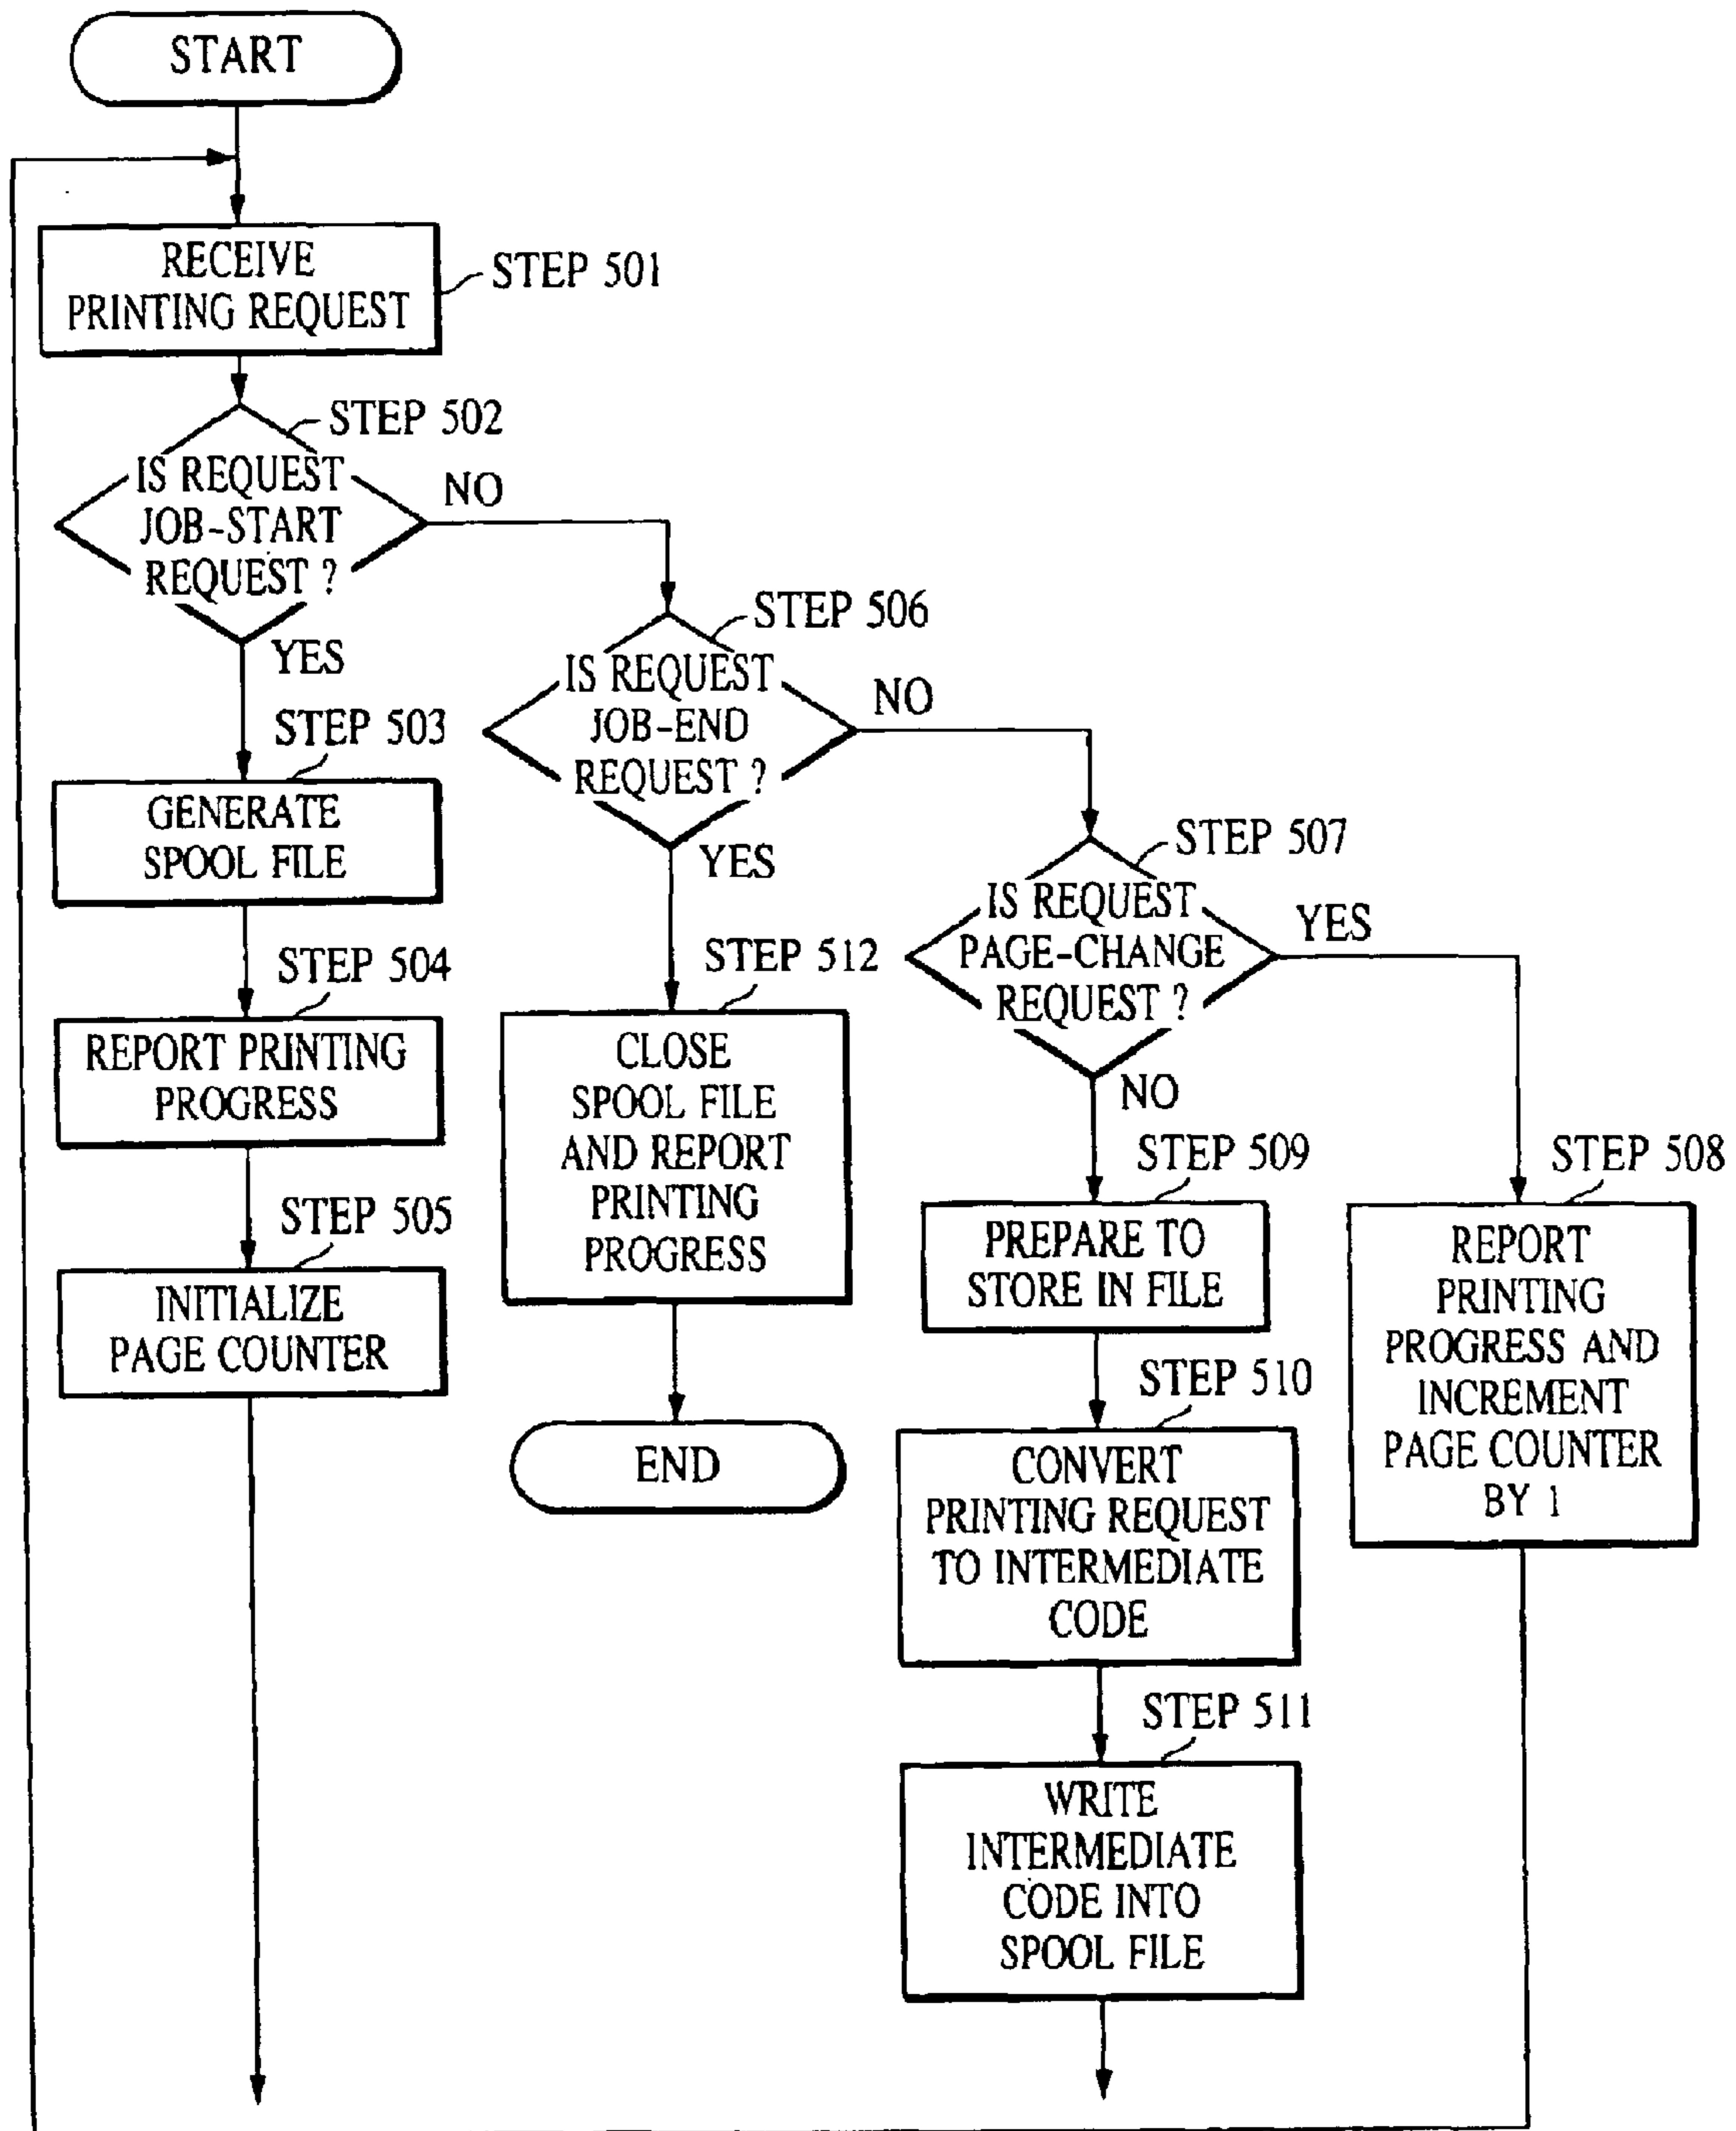 START
RECEIVE
PRINTING REQUEST
STEP 501
STEP 502
IS REQUEST
JOB-START
REQUEST ?
NO
YES
STEP 503
GENERATE
SPOOL FILE
STEP 504
REPORT PRINTING
PROGRESS
STEP 505
INITIALIZE
PAGE COUNTER
STEP 506
IS REQUEST
JOB-END
REQUEST ?
NO
YES
STEP 512
CLOSE
SPOOL FILE
AND REPORT
PRINTING
PROGRESS
END
STEP 507
IS REQUEST
PAGE-CHANGE
REQUEST ?
YES
NO
STEP 509
PREPARE TO
STORE IN FILE
STEP 510
CONVERT
PRINTING REQUEST
TO INTERMEDIATE
CODE
STEP 511
WRITE
INTERMEDIATE
CODE INTO
SPOOL FILE
STEP 508
REPORT
PRINTING
PROGRESS AND
INCREMENT
PAGE COUNTER
BY 1